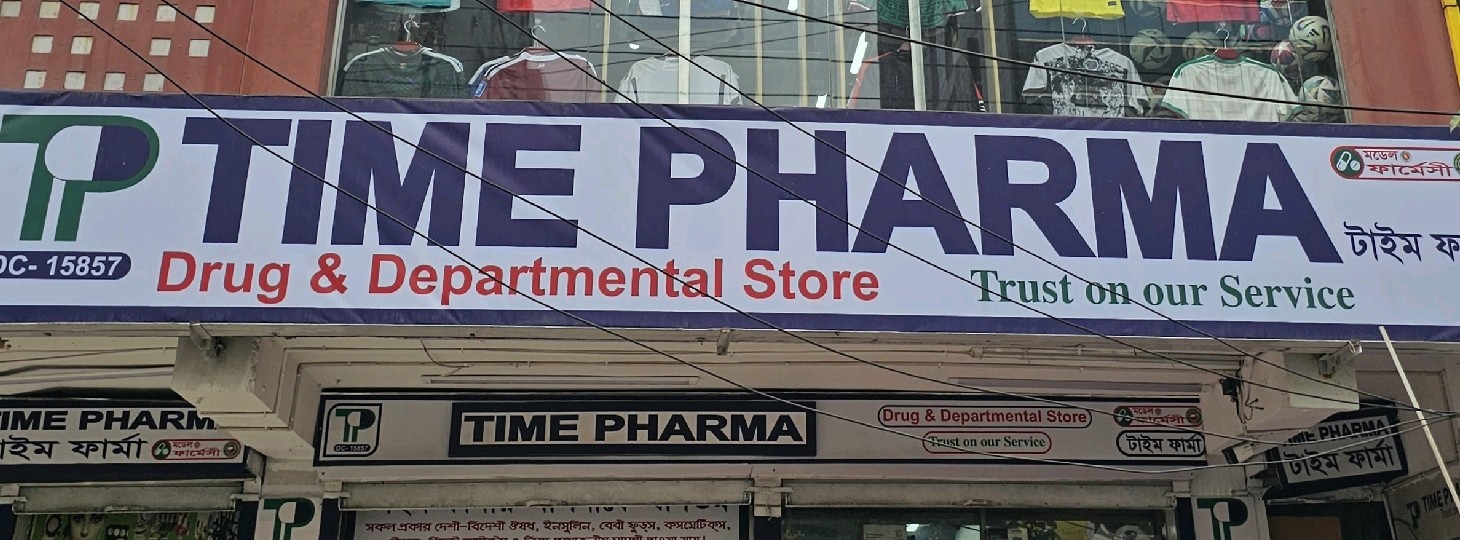 TP TIME PHARMA
মডেল
ফার্মেসী
টাইম
DC- 15857
Drug & Departmental Store
Trust on our Service
TIME PHARMA
টাইম ফার্মা
মডেল
ফার্মেসী
TP
DC- 15857
TIME PHARMA
Drug & Departmental Store
Trust on our Service
মডেল
ফার্মেসী
টাইম ফার্মা
TIME PHARMA
টাইম ফার্মা
TP
সকল প্রকার দেশী-বিদেশী ঔষধ, ইনসুলিন, বেবী ফুডস, কসমেটিকস,
TP